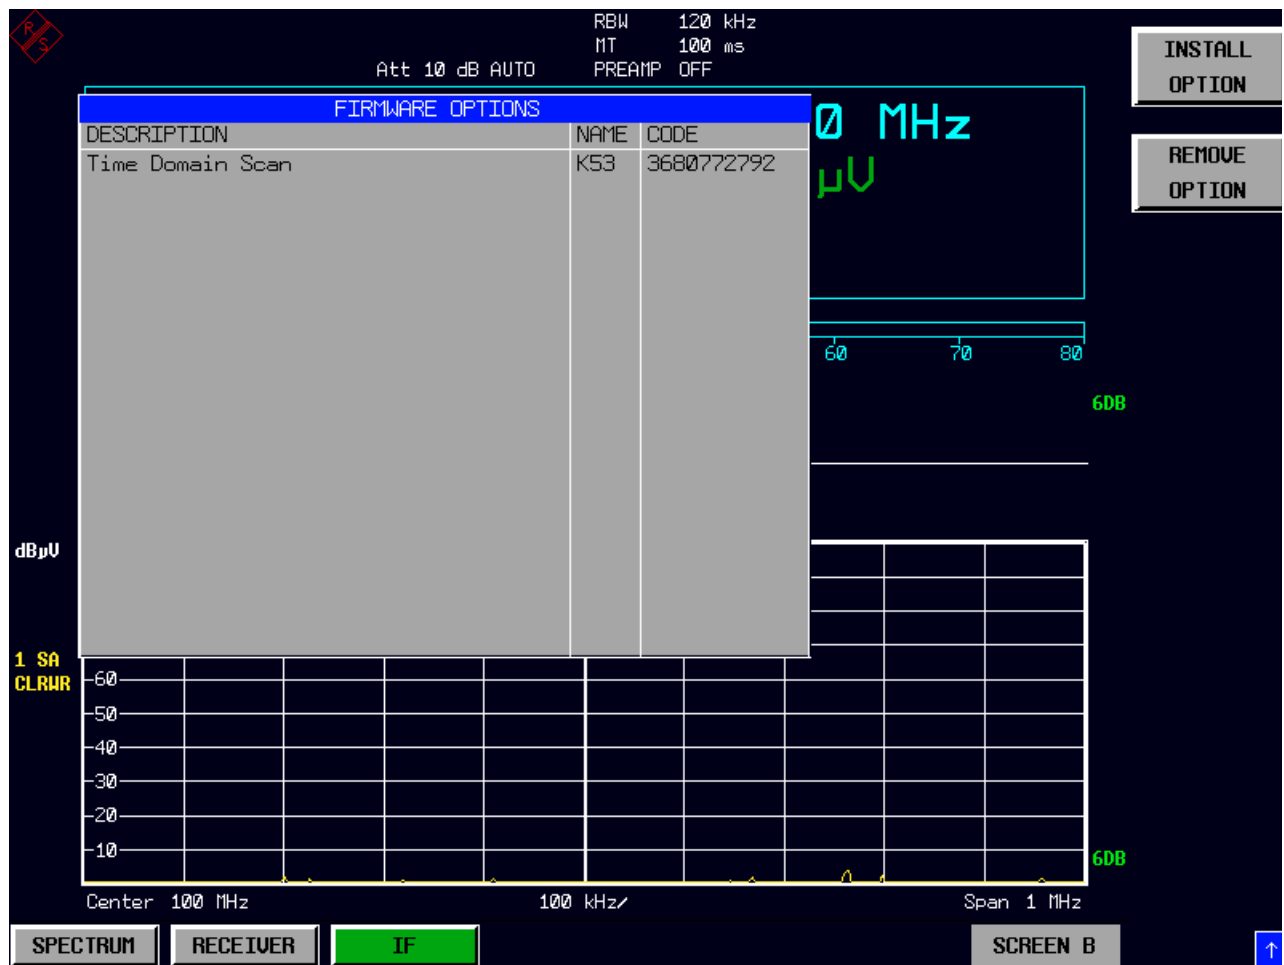 R/S
RBW 120 kHz
MT 100 ms
Att 10 dB AUTO PREAMP OFF
INSTALL
OPTION
FIRMWARE OPTIONS
0 MHz
DESCRIPTION NAME CODE
Time Domain Scan K53 3680772792
µV
REMOVE
OPTION
60 70 80
6DB
dBµV
1 SA
CLRWR
60
50
40
30
20
10
6DB
Center 100 MHz 100 kHz/ Span 1 MHz
SPECTRUM RECEIVER IF SCREEN B ↑